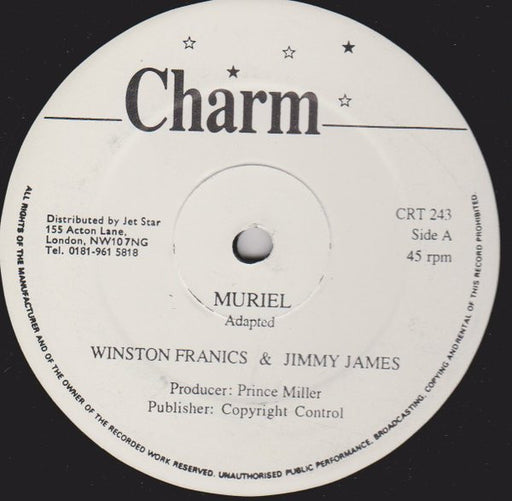 Charm
Distributed by Jet Star
155 Acton Lane,
London, NW107NG
Tel. 0181-961 5818
CRT 243
Side A
45 rpm
MURIEL
Adapted
WINSTON FRANICS & JIMMY JAMES
Producer: Prince Miller
Publisher: Copyright Control
ALL RIGHTS OF THE MANUFACTURER AND OF THE OWNER OF THE RECORDED WORK RESERVED. UNAUTHORISED PUBLIC PERFORMANCE, BROADCASTING, COPYING AND RENTAL OF THIS RECORD PROHIBITED.